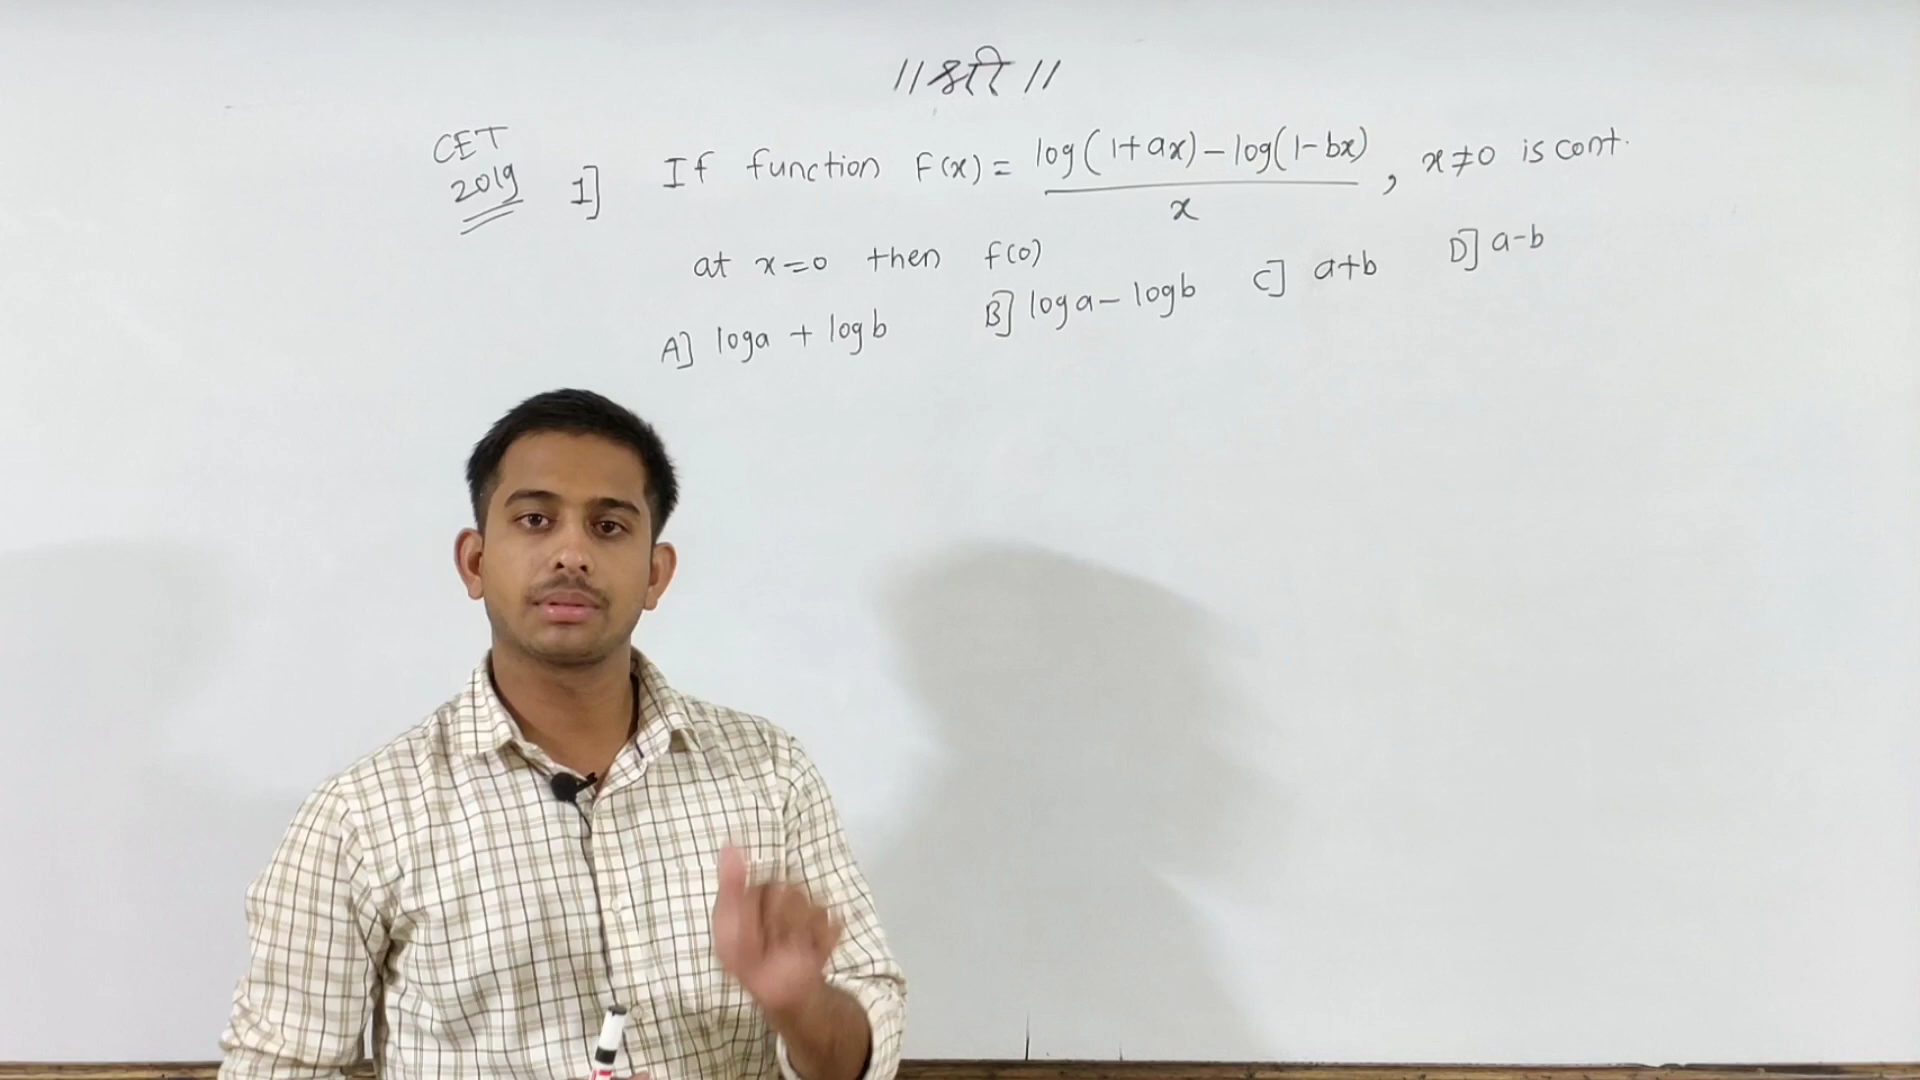 ॥ श्री ॥
CET
2019
1] If function F(x) = log(1+ax) – log(1-bx) / x , x≠0 is cont.
at x=0 then f(0)
A] loga + logb B] loga – logb C] a+b D] a-b